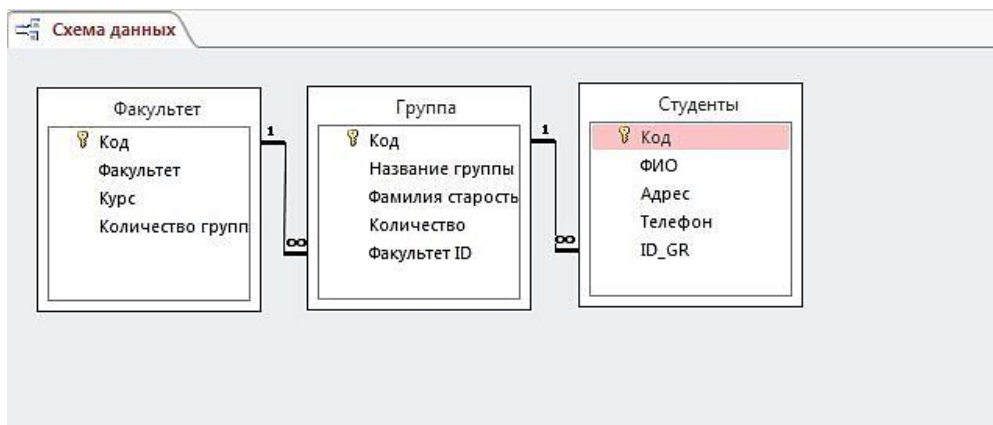 Схема данных
Факультет
Код
Факультет
Курс
Количество групп
1
∞
Группа
Код
Название группы
Фамилия старость
Количество
Факультет ID
1
∞
Студенты
Код
ФИО
Адрес
Телефон
ID_GR